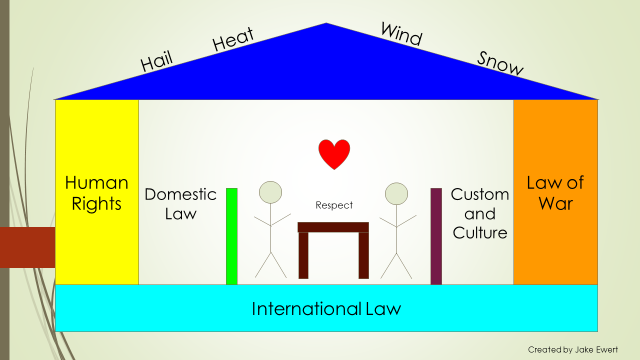 Hail
Heat
Wind
Snow
Human
Rights
Domestic
Law
Respect
Custom
and
Culture
Law of
War
International Law
Created by Jake Ewert